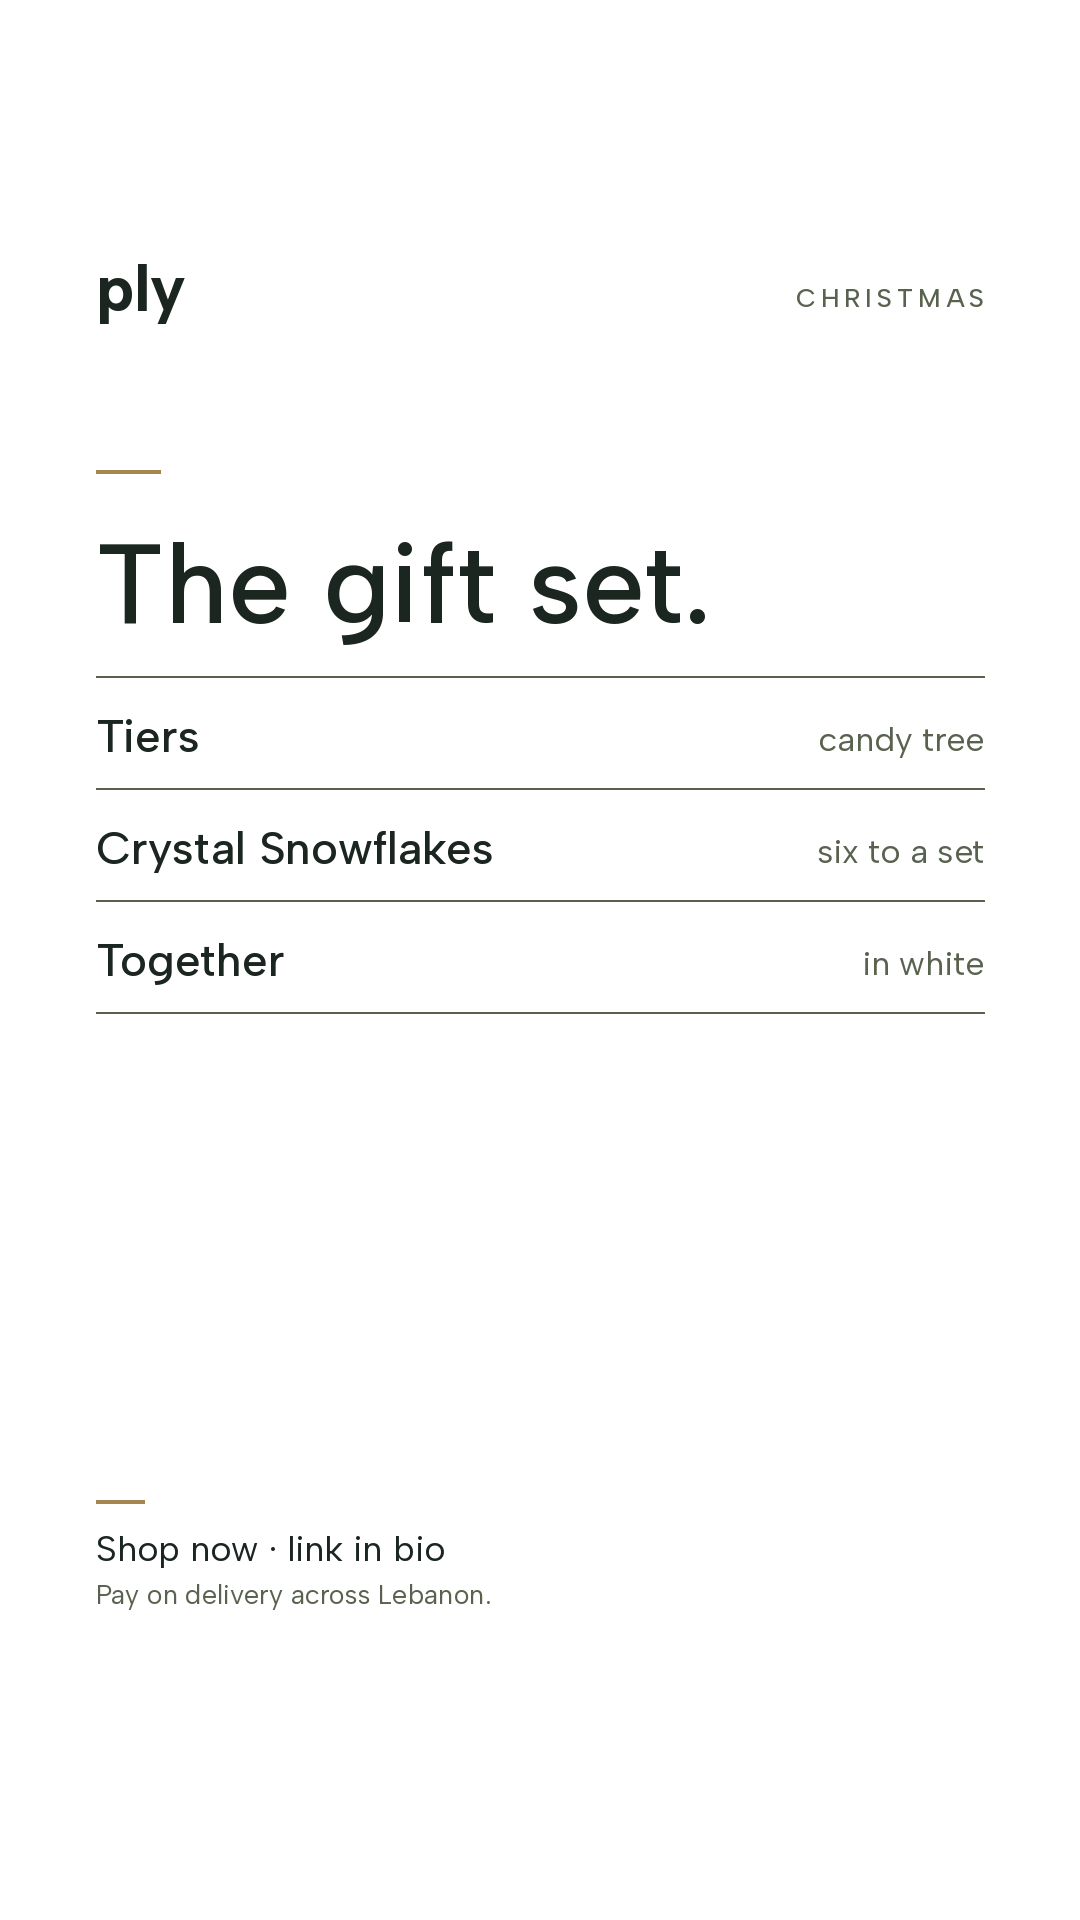 ply
CHRISTMAS
The gift set.
Tiers candy tree
Crystal Snowflakes six to a set
Together in white
Shop now · link in bio
Pay on delivery across Lebanon.